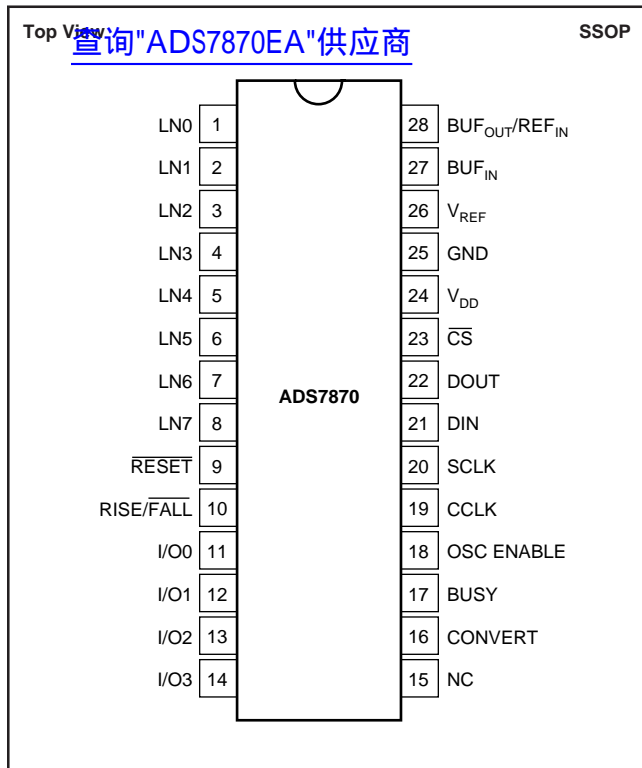 Top View: SSOP
查询"ADS7870EA"供应商
LN0 1 28 BUFOUT/REFIN
LN1 2 27 BUFIN
LN2 3 26 VREF
LN3 4 25 GND
LN4 5 24 VDD
LN5 6 23 C̅S̅
LN6 7 22 DOUT
ADS7870
LN7 8 21 DIN
R̅E̅S̅E̅T̅ 9 20 SCLK
RISE/F̅A̅L̅L̅ 10 19 CCLK
I/O0 11 18 OSC ENABLE
I/O1 12 17 BUSY
I/O2 13 16 CONVERT
I/O3 14 15 NC